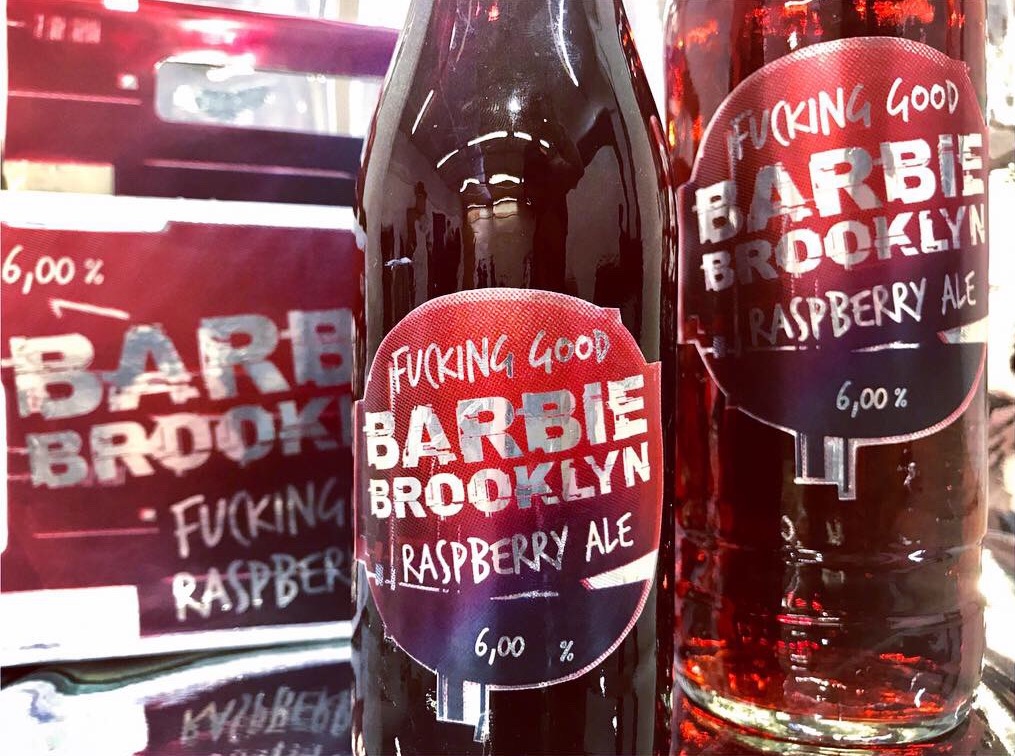 6,00 %
BARB
BROOKL
FUCKING
RASPBER
FUCKING GOOD
BARBIE
BROOKLYN
RASPBERRY ALE
6,00 %
FUCKING GOOD
BARBIE
BROOKLYN
RASPBERRY ALE
6,00 %